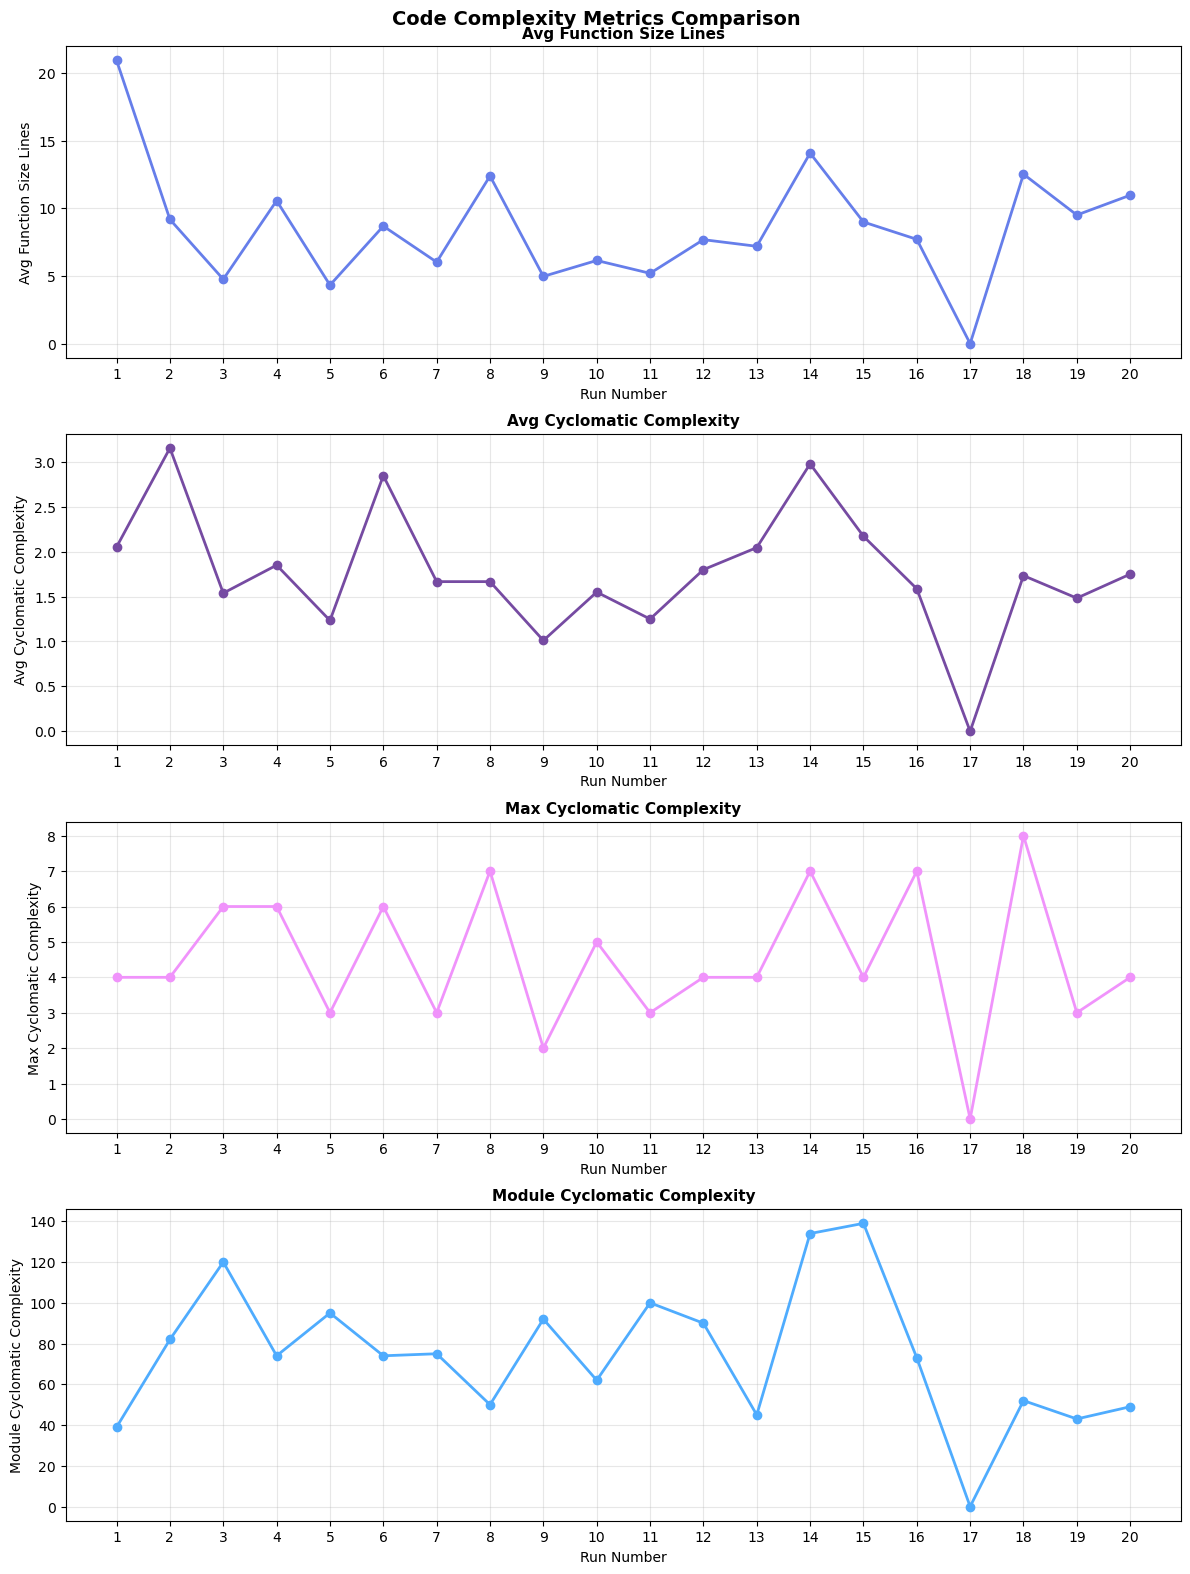 Code Complexity Metrics Comparison
Avg Function Size Lines
Avg Function Size Lines
20
15
10
5
0
1 2 3 4 5 6 7 8 9 10 11 12 13 14 15 16 17 18 19 20
Run Number
Avg Cyclomatic Complexity
Avg Cyclomatic Complexity
3.0
2.5
2.0
1.5
1.0
0.5
0.0
1 2 3 4 5 6 7 8 9 10 11 12 13 14 15 16 17 18 19 20
Run Number
Max Cyclomatic Complexity
Max Cyclomatic Complexity
8
7
6
5
4
3
2
1
0
1 2 3 4 5 6 7 8 9 10 11 12 13 14 15 16 17 18 19 20
Run Number
Module Cyclomatic Complexity
Module Cyclomatic Complexity
140
120
100
80
60
40
20
0
1 2 3 4 5 6 7 8 9 10 11 12 13 14 15 16 17 18 19 20
Run Number